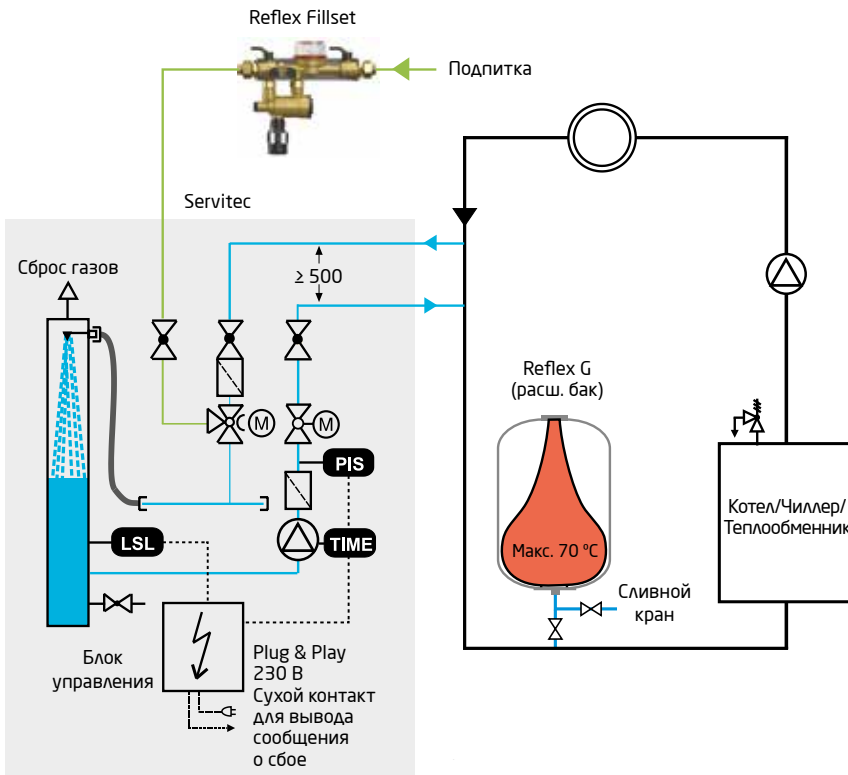 Reflex Fillset
Подпитка
Servitec
Сброс газов
≥ 500
M
M
PIS
LSL
TIME
Reflex G
(расш. бак)
Макс. 70 °C
Котел/Чиллер/
Теплообменник
Сливной
кран
Блок
управления
Plug & Play
230 В
Сухой контакт
для вывода
сообщения
о сбое